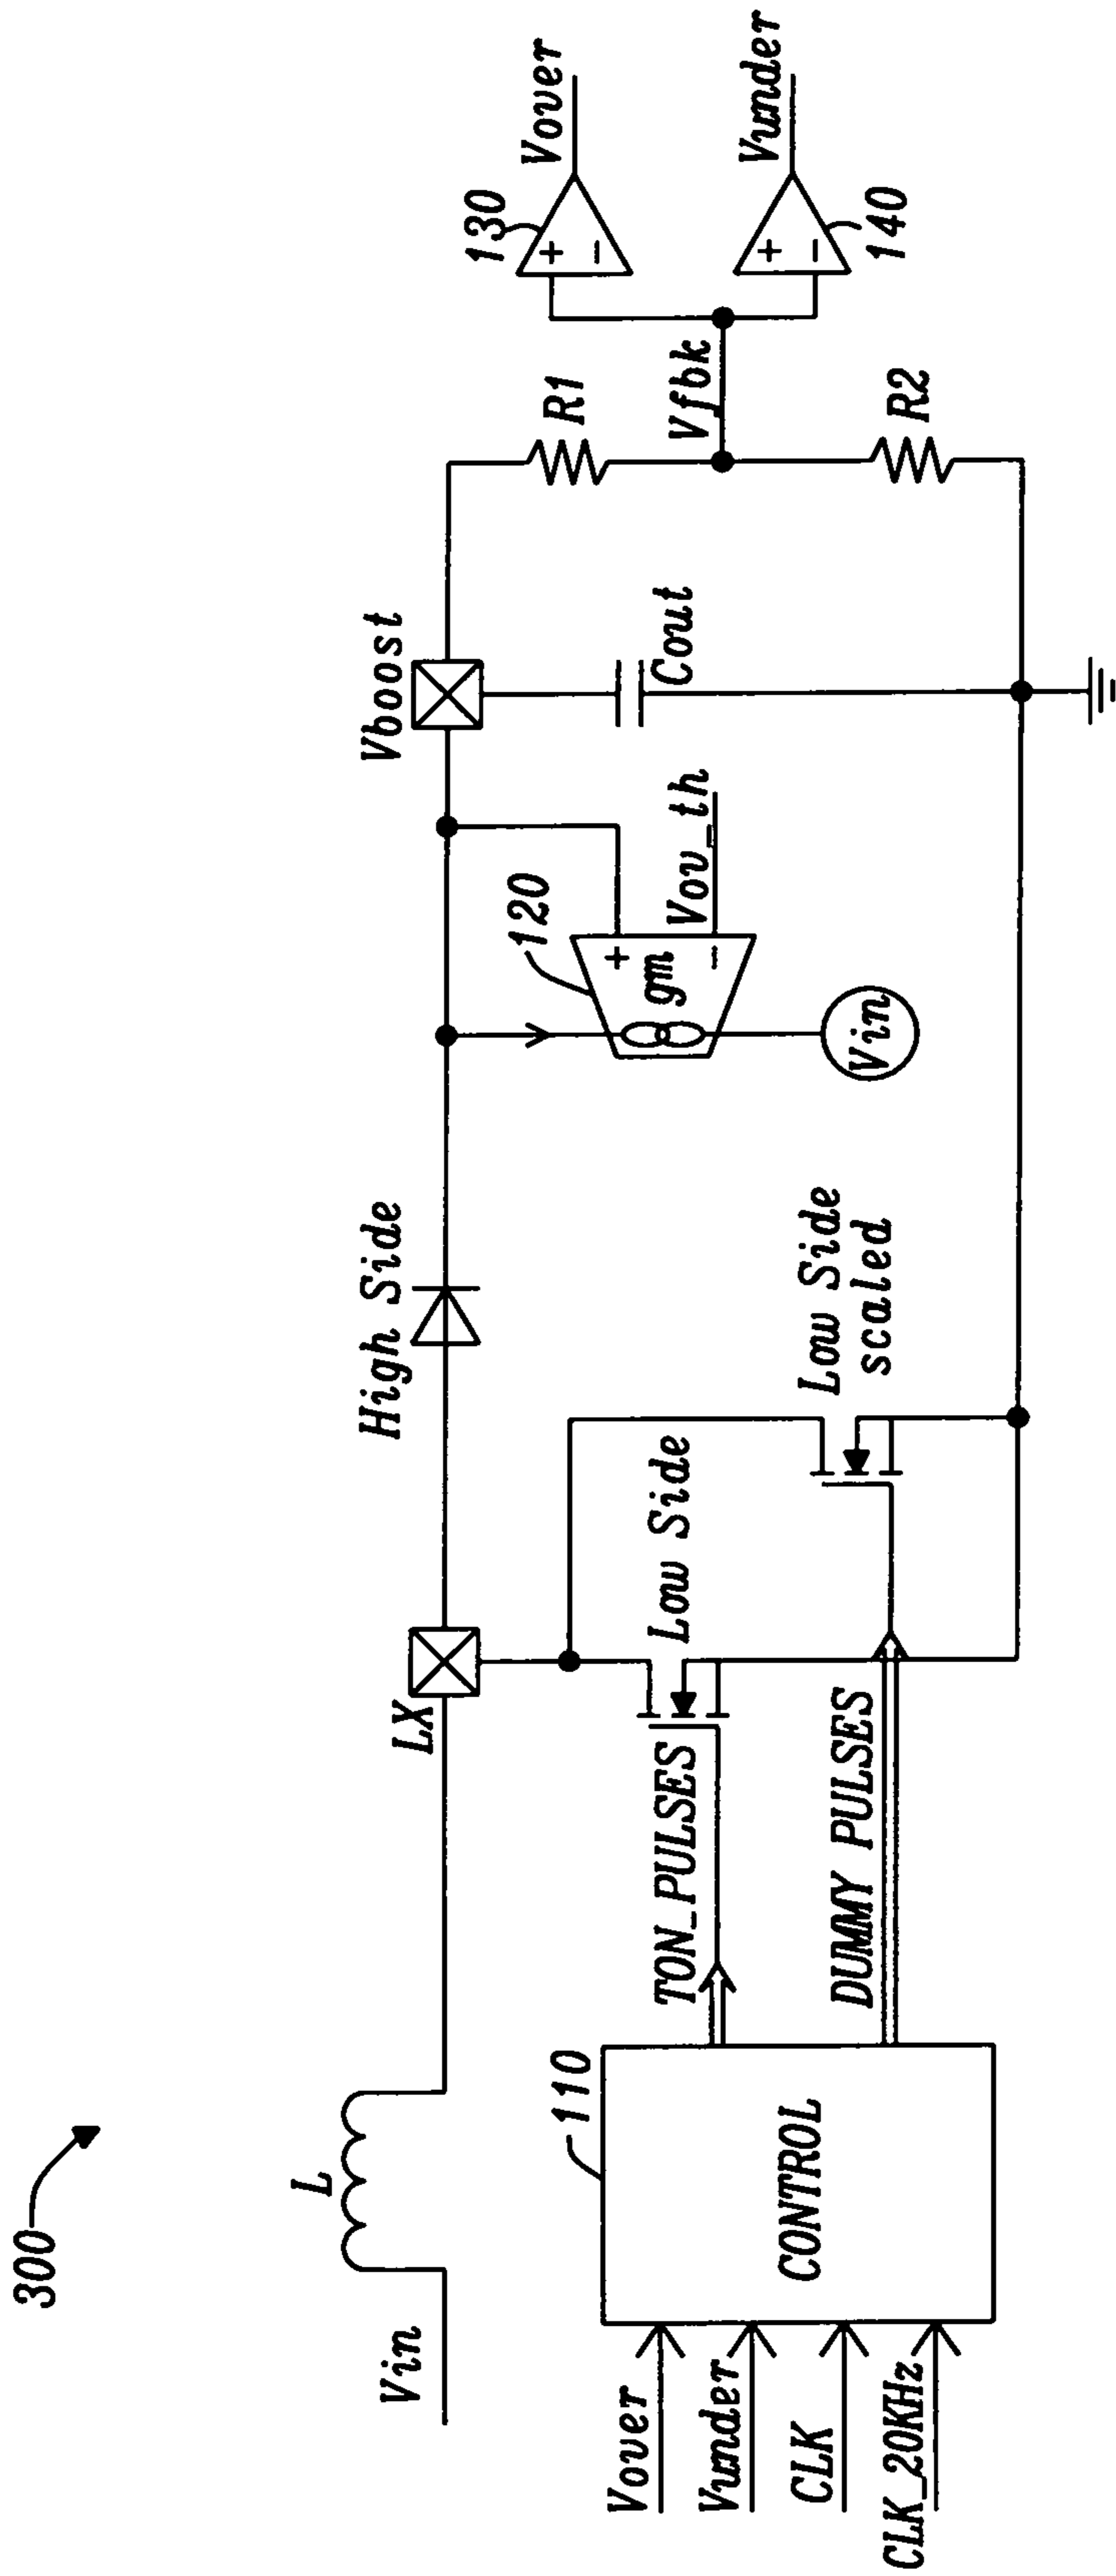 300
Vin
L
LX
High Side
Vboost
R1
Vfbk
R2
Cout
120
+
gm
-
Vov_th
Vin
130
+
-
Vover
+
-
140
Vunder
Low Side
Low Side
scaled
TON_PULSES
DUMMY PULSES
110
CONTROL
Vover
Vunder
CLK
CLK_20KHz